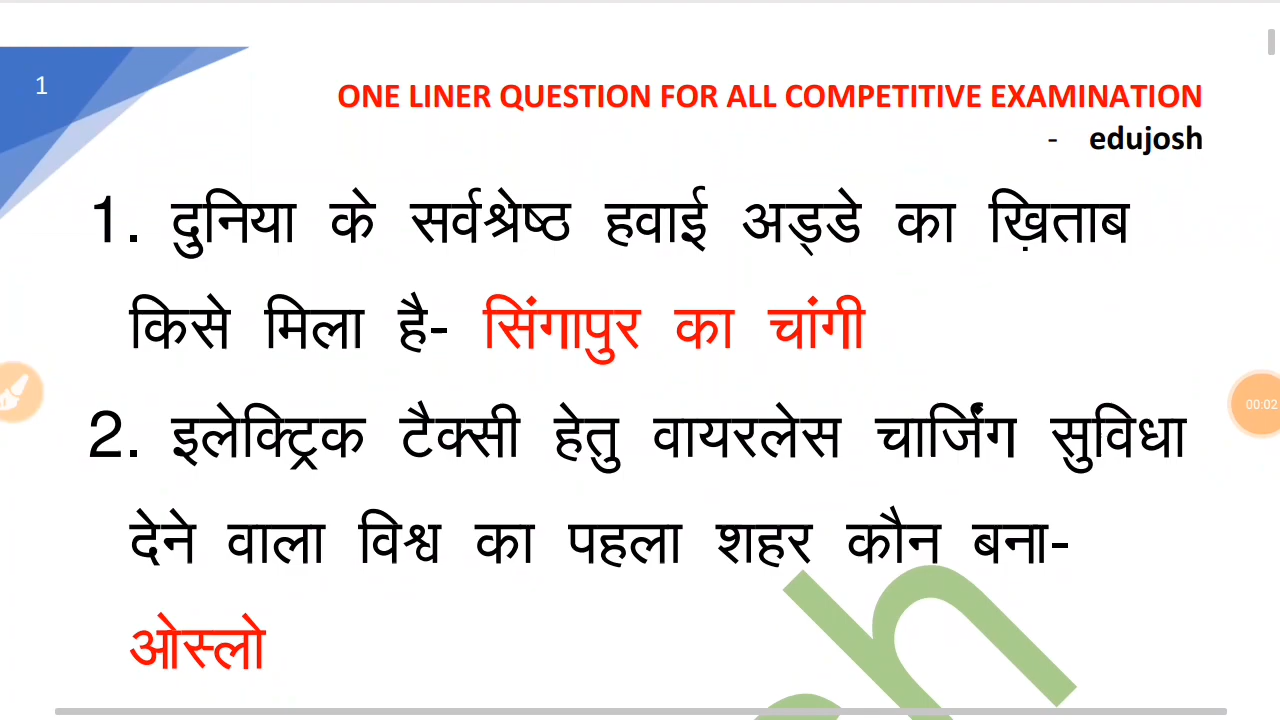 1
ONE LINER QUESTION FOR ALL COMPETITIVE EXAMINATION
- edujosh
1. दुनिया के सर्वश्रेष्ठ हवाई अड्डे का ख़िताब
किसे मिला है- सिंगापुर का चांगी
2. इलेक्ट्रिक टैक्सी हेतु वायरलेस चार्जिंग सुविधा
00:02
देने वाला विश्व का पहला शहर कौन बना-
ओस्लो